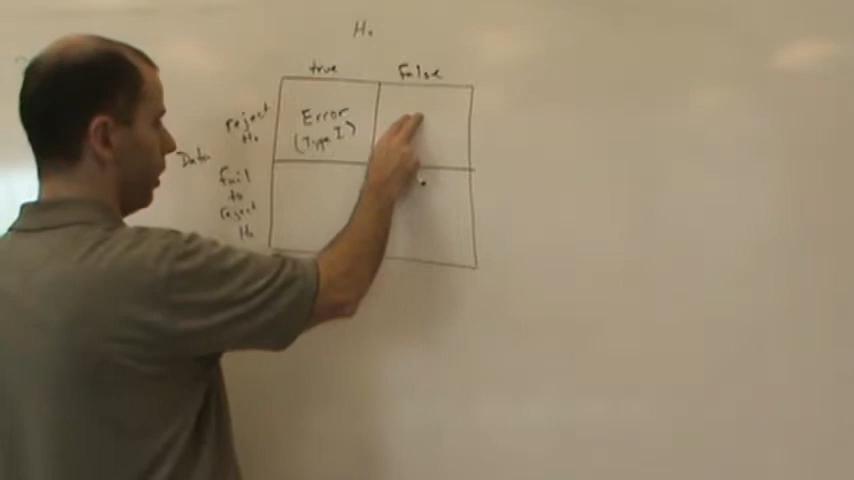 H₀
true False
reject
H₀
Error
(Type I)
Data
Fail
to
reject
H₀